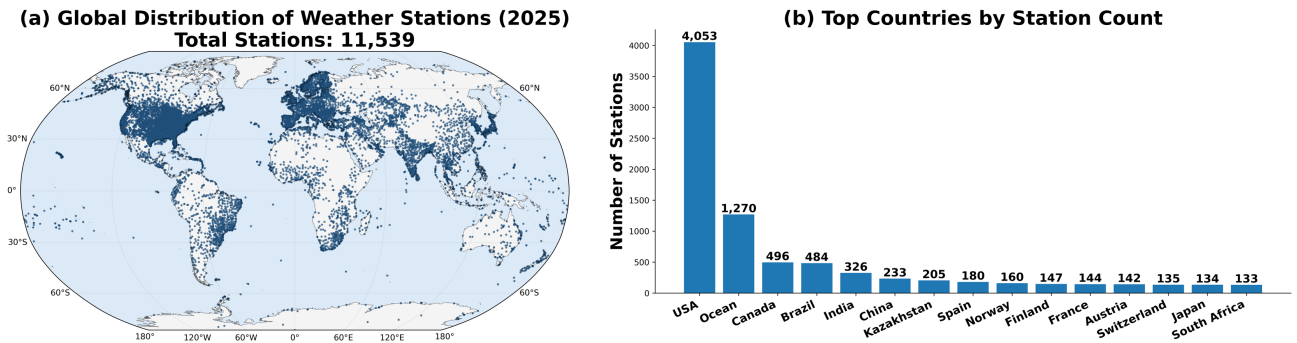 (a) Global Distribution of Weather Stations (2025)
Total Stations: 11,539
60°N
60°N
30°N
30°N
0°
0°
30°S
30°S
60°S
60°S
180°
120°W
60°W
0°
60°E
120°E
180°
(b) Top Countries by Station Count
Number of Stations
4000
3500
3000
2500
2000
1500
1000
500
0
4,053
1,270
496
484
326
233
205
180
160
147
144
142
135
134
133
USA
Ocean
Canada
Brazil
India
China
Kazakhstan
Spain
Norway
Finland
France
Austria
Switzerland
Japan
South Africa